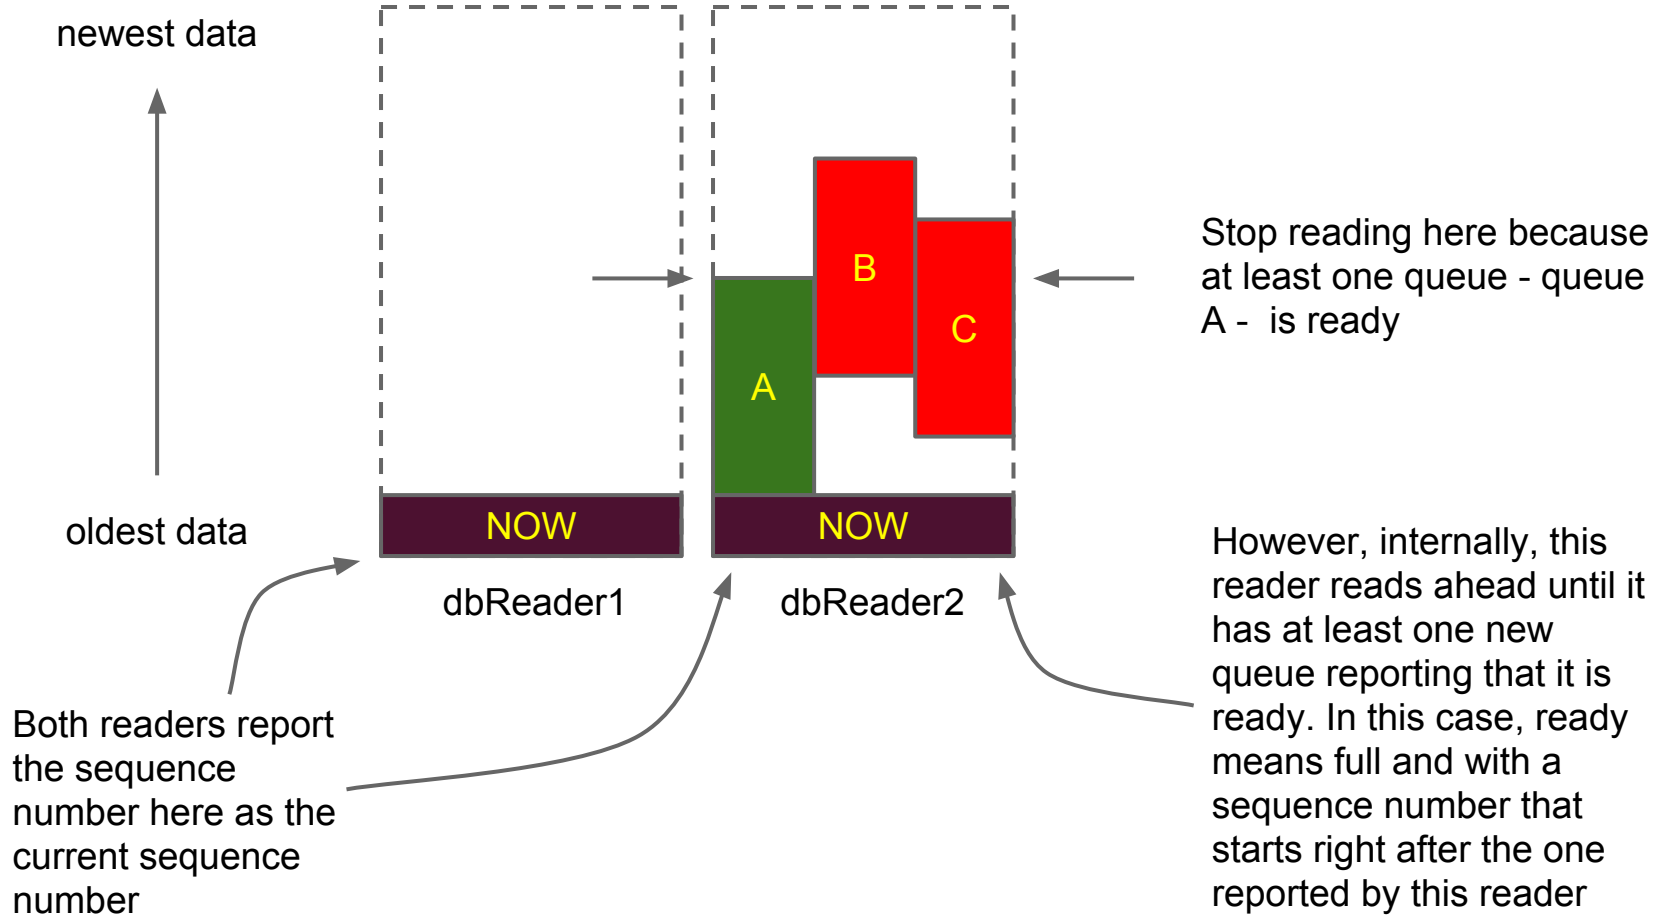 newest data
oldest data
B
C
A
NOW
NOW
dbReader1
dbReader2
Stop reading here because
at least one queue - queue
A -  is ready
Both readers report
the sequence
number here as the
current sequence
number
However, internally, this
reader reads ahead until it
has at least one new
queue reporting that it is
ready. In this case, ready
means full and with a
sequence number that
starts right after the one
reported by this reader